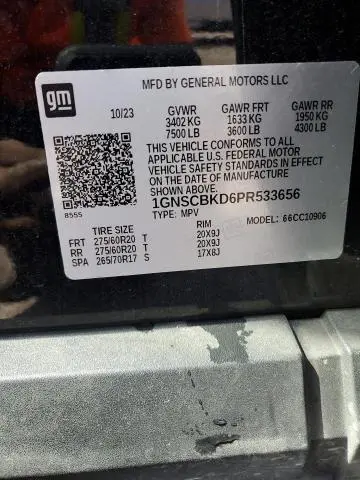 gm
MFD BY GENERAL MOTORS LLC
10/23 GVWR GAWR FRT GAWR RR
3402 KG 1633 KG 1950 KG
7500 LB 3600 LB 4300 LB
THIS VEHICLE CONFORMS TO ALL
APPLICABLE U.S. FEDERAL MOTOR
VEHICLE SAFETY STANDARDS IN EFFECT
ON THE DATE OF MANUFACTURE
SHOWN ABOVE.
1GNSCBKD6PR533656
8555 TYPE: MPV MODEL: 66CC10906
TIRE SIZE RIM
FRT 275/60R20 T 20X9J
RR 275/60R20 T 20X9J
SPA 265/70R17 S 17X8J